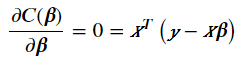 ∂C(β)/∂β = 0 = X^T (y − Xβ)